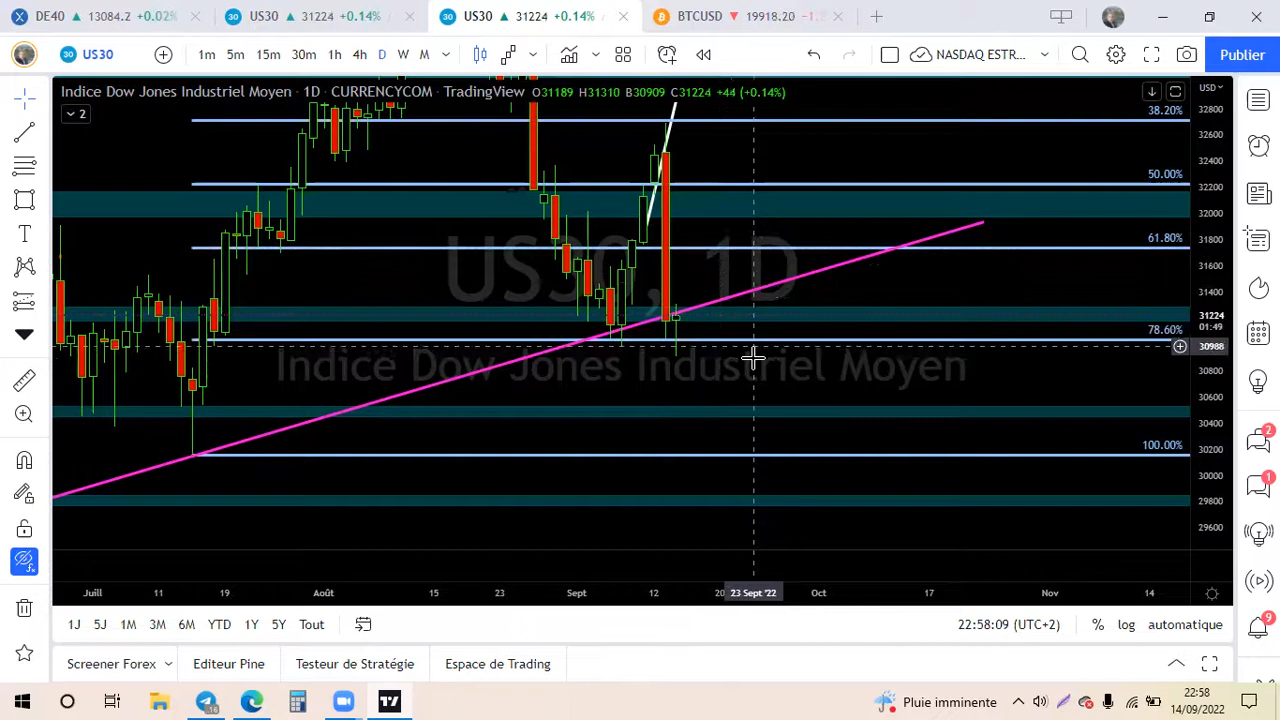 DE40 ▲ 13084.2 +0.02%
US30 ▲ 31224 +0.14%
US30 ▲ 31224 +0.14%
BTCUSD ▼ 19918.20
US30
1m 5m 15m 30m 1h 4h D W M
NASDAQ ESTR...
Publier
Indice Dow Jones Industriel Moyen · 1D · CURRENCYCOM · TradingView O31189 H31310 B30909 C31224 +44 (+0.14%)
2
USD
38.20%
50.00%
61.80%
78.60%
100.00%
US30, 1D
Indice Dow Jones Industriel Moyen
32800
32600
32400
32200
32000
31800
31600
31400
31224
01:49
30988
30800
30600
30400
30200
30000
29800
29600
Juill 11 19 Août 15 23 Sept 12 20 23 Sept '22 Oct 17 Nov 14
1J 5J 1M 3M 6M YTD 1Y 5Y Tout
22:58:09 (UTC+2) % log automatique
Screener Forex Editeur Pine Testeur de Stratégie Espace de Trading
2
1
9
Pluie imminente
22:58
14/09/2022